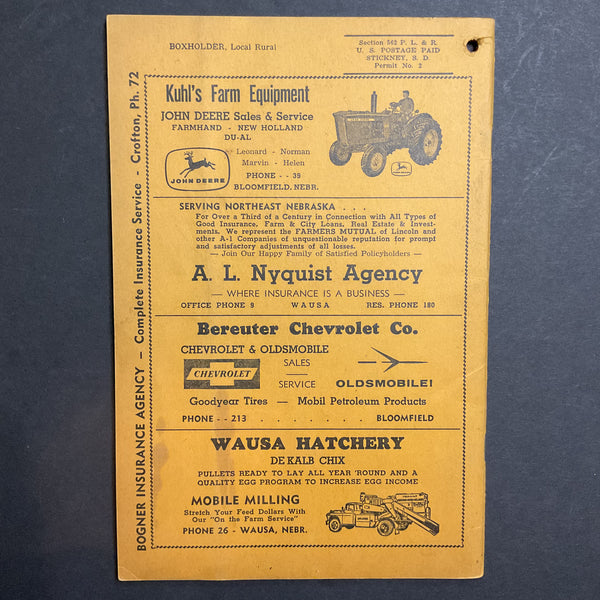 BOXHOLDER, Local Rural
Section 562 P. L. & R.
U. S. POSTAGE PAID
STICKNEY, S. D.
Permit No. 2
BOGNER INSURANCE AGENCY — Complete Insurance Service - Crofton, Ph. 72
Kuhl's Farm Equipment
JOHN DEERE Sales & Service
FARMHAND - NEW HOLLAND
DU-AL
Leonard - Norman
Marvin - Helen
PHONE - - 39
BLOOMFIELD, NEBR.
JOHN DEERE
SERVING NORTHEAST NEBRASKA . . .
For Over a Third of a Century in Connection with All Types of
Good Insurance, Farm & City Loans, Real Estate & Invest-
ments. We represent the FARMERS MUTUAL of Lincoln and
other A-1 Companies of unquestionable reputation for prompt
and satisfactory adjustments of all losses.
— Join Our Happy Family of Satisfied Policyholders —
A. L. Nyquist Agency
— WHERE INSURANCE IS A BUSINESS —
OFFICE PHONE 9 WAUSA RES. PHONE 180
Bereuter Chevrolet Co.
CHEVROLET & OLDSMOBILE
CHEVROLET
SALES
—
SERVICE
OLDSMOBILE!
Goodyear Tires — Mobil Petroleum Products
PHONE - - 213 . . . . . . . BLOOMFIELD
WAUSA HATCHERY
DE KALB CHIX
PULLETS READY TO LAY ALL YEAR 'ROUND AND A
QUALITY EGG PROGRAM TO INCREASE EGG INCOME
MOBILE MILLING
Stretch Your Feed Dollars With
Our "On the Farm Service"
PHONE 26 - WAUSA, NEBR.